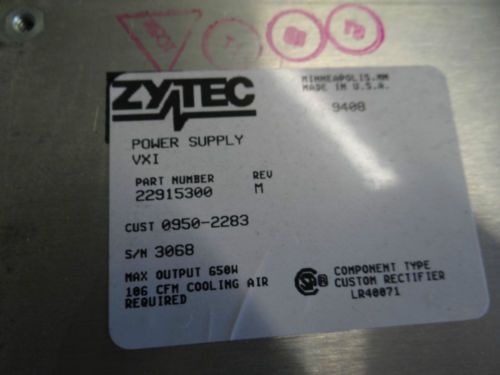 ZYTEC
MINNEAPOLIS.MN
MADE IN U.S.A.
9408
POWER SUPPLY
VXI
PART NUMBER REV
22915300 M
CUST 0950-2283
S/N 3068
MAX OUTPUT 650W
106 CFM COOLING AIR
REQUIRED
COMPONENT TYPE
CUSTOM RECTIFIER
LR40071